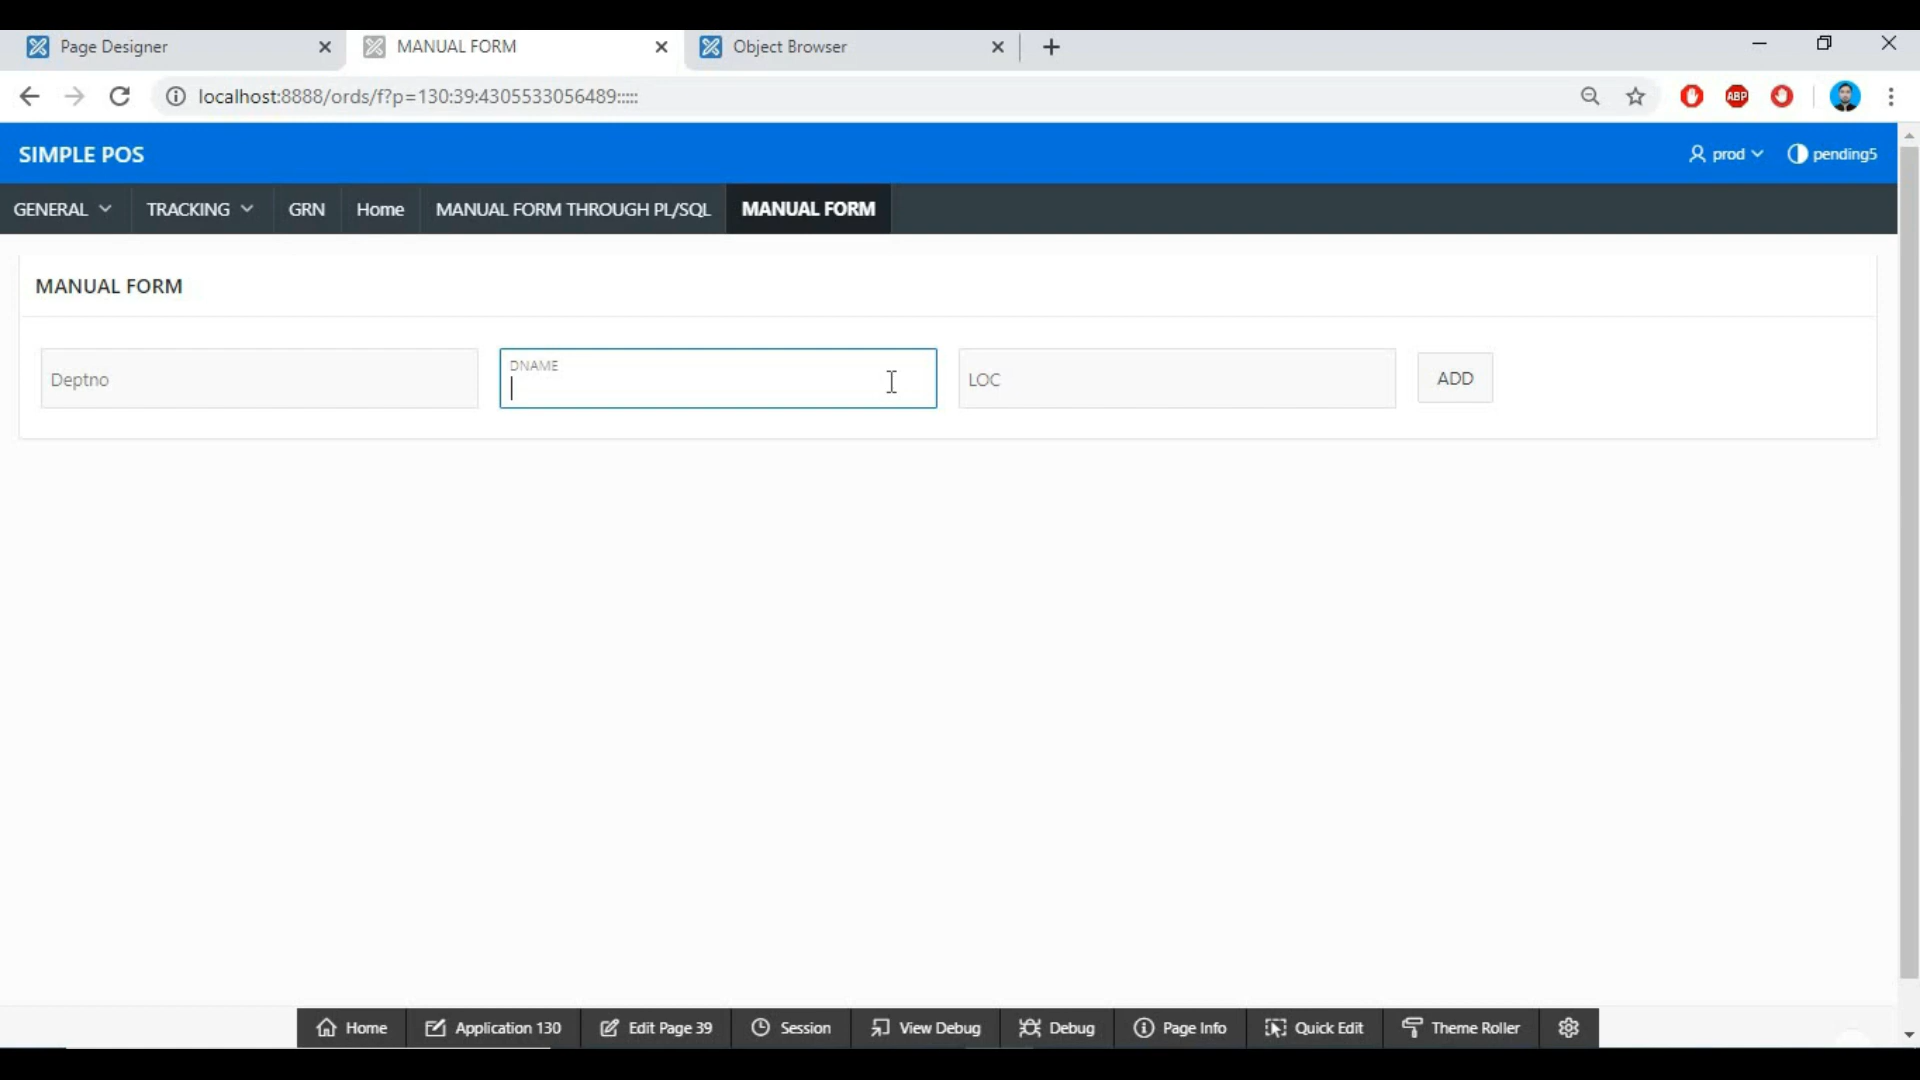 Page Designer
MANUAL FORM
Object Browser
localhost:8888/ords/f?p=130:39:4305533056489:::::
ABP
SIMPLE POS
prod
pending5
GENERAL
TRACKING
GRN
Home
MANUAL FORM THROUGH PL/SQL
MANUAL FORM
MANUAL FORM
Deptno
DNAME
LOC
ADD
Home
Application 130
Edit Page 39
Session
View Debug
Debug
Page Info
Quick Edit
Theme Roller